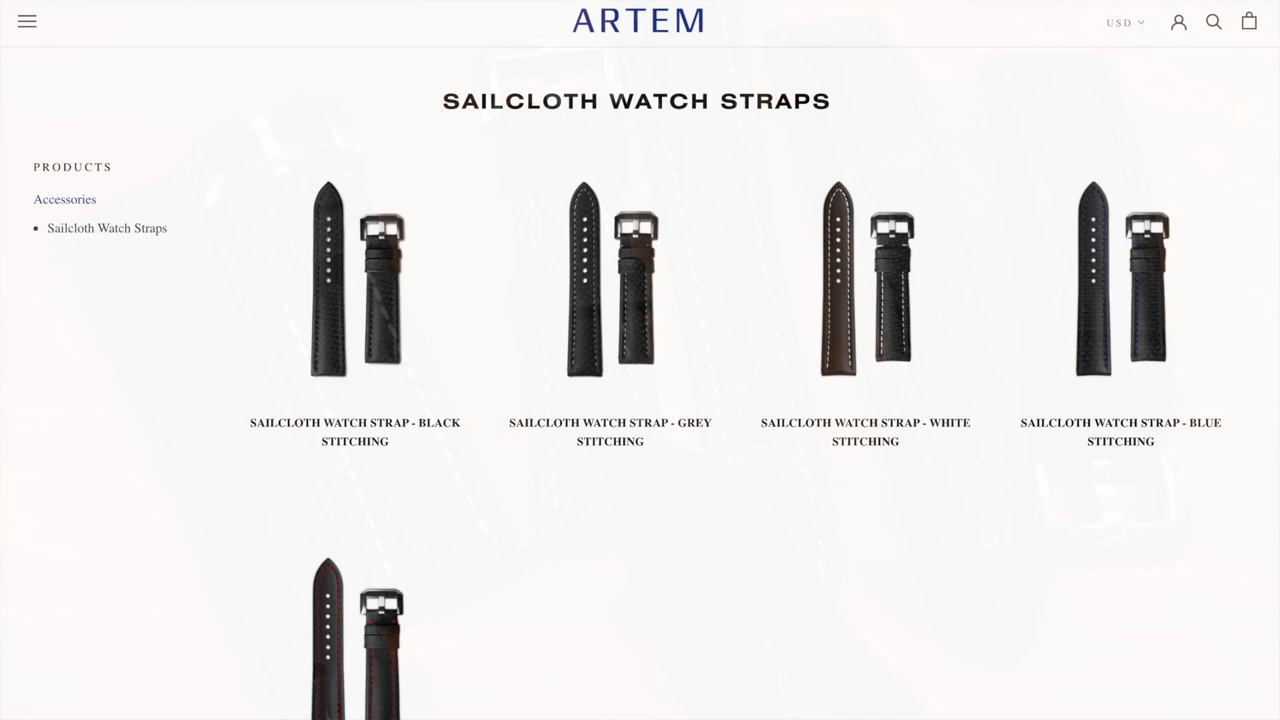 ARTEM
USD
SAILCLOTH WATCH STRAPS
PRODUCTS
Accessories
Sailcloth Watch Straps
SAILCLOTH WATCH STRAP - BLACK
STITCHING
SAILCLOTH WATCH STRAP - GREY
STITCHING
SAILCLOTH WATCH STRAP - WHITE
STITCHING
SAILCLOTH WATCH STRAP - BLUE
STITCHING